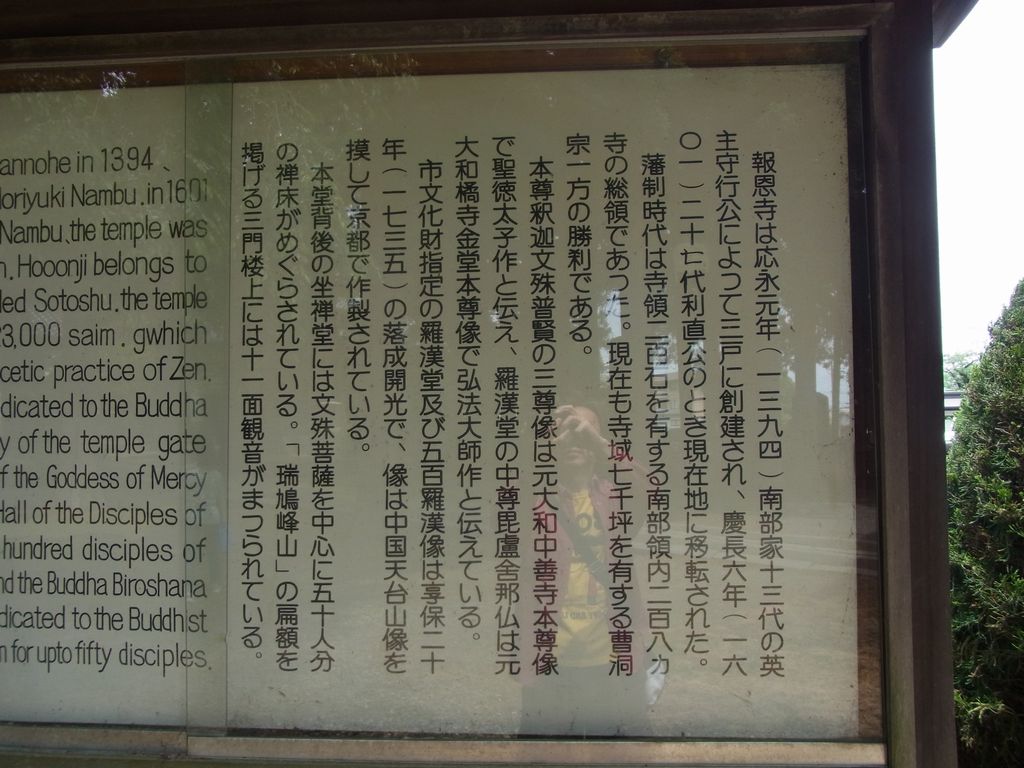 報恩寺は応永元年（一三九四）南部家十三代の英
主守行公によって三戸に創建され、慶長六年（一六
〇一）二十七代利直公のとき現在地に移転された。
藩制時代は寺領二百石を有する南部領内二百八カ
寺の総領であった。現在も寺域七千坪を有する曹洞
宗一方の勝刹である。
本尊釈迦文殊普賢の三尊像は元大和中善寺本尊像
で聖徳太子作と伝え、羅漢堂の中尊毘盧舎那仏は元
大和橘寺金堂本尊像で弘法大師作と伝えている。
市文化財指定の羅漢堂及び五百羅漢像は享保二十
年（一七三五）の落成開光で、像は中国天台山像を
摸して京都で作製されている。
本堂背後の坐禅堂には文殊菩薩を中心に五十人分
の禅床がめぐらされている。「瑞鳩峰山」の扁額を
掲げる三門楼上には十一面観音がまつられている。
annohe in 1394、
loriyuki Nambu. in 1601
Nambu、the temple was
n. Hooonji belongs to
led Sotoshu. the temple
23,000 saim. gwhich
cetic practice of Zen.
dicated to the Buddha
y of the temple gate
f the Goddess of Mercy
Hall of the Disciples of
hundred disciples of
nd the Buddha Biroshana
dicated to the Buddhist
n for upto fifty disciples.